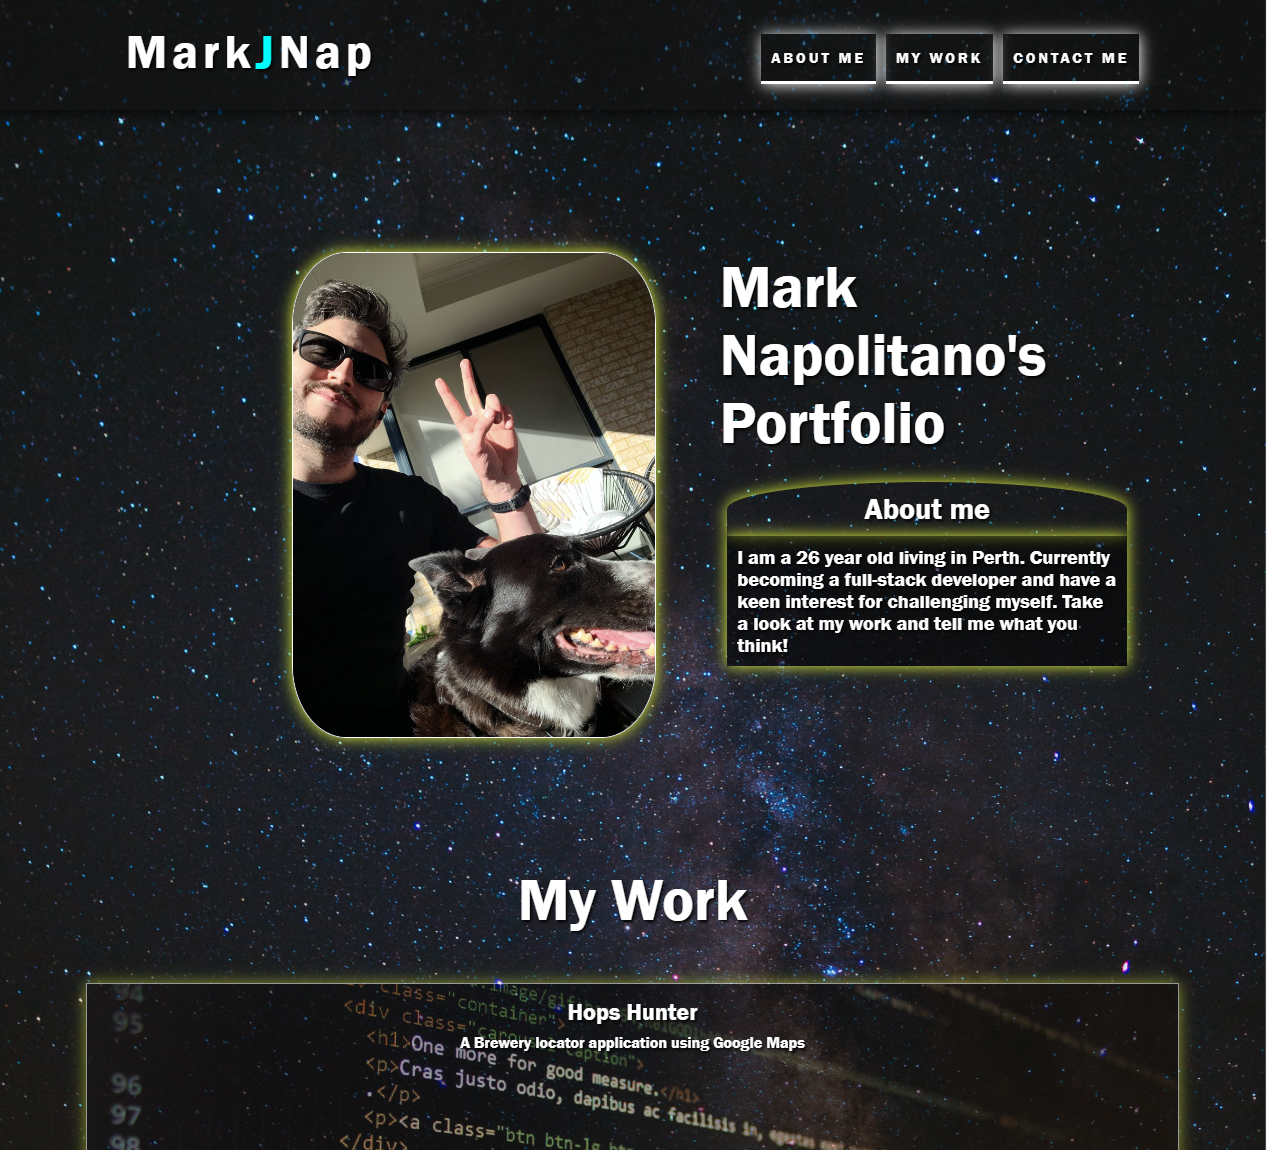 MarkJNap
ABOUT ME
MY WORK
CONTACT ME
Mark
Napolitano's
Portfolio
About me
I am a 26 year old living in Perth. Currently
becoming a full-stack developer and have a
keen interest for challenging myself. Take
a look at my work and tell me what you
think!
My Work
Hops Hunter
A Brewery locator application using Google Maps
94
class="
.image/gif
95
<div class="container">
<h1>One more for good measure.</h1>
96
<p>Cras justo odio, dapibus ac facilisis in,
.</p>
97
<p><a class="btn btn-lg
98
</div>